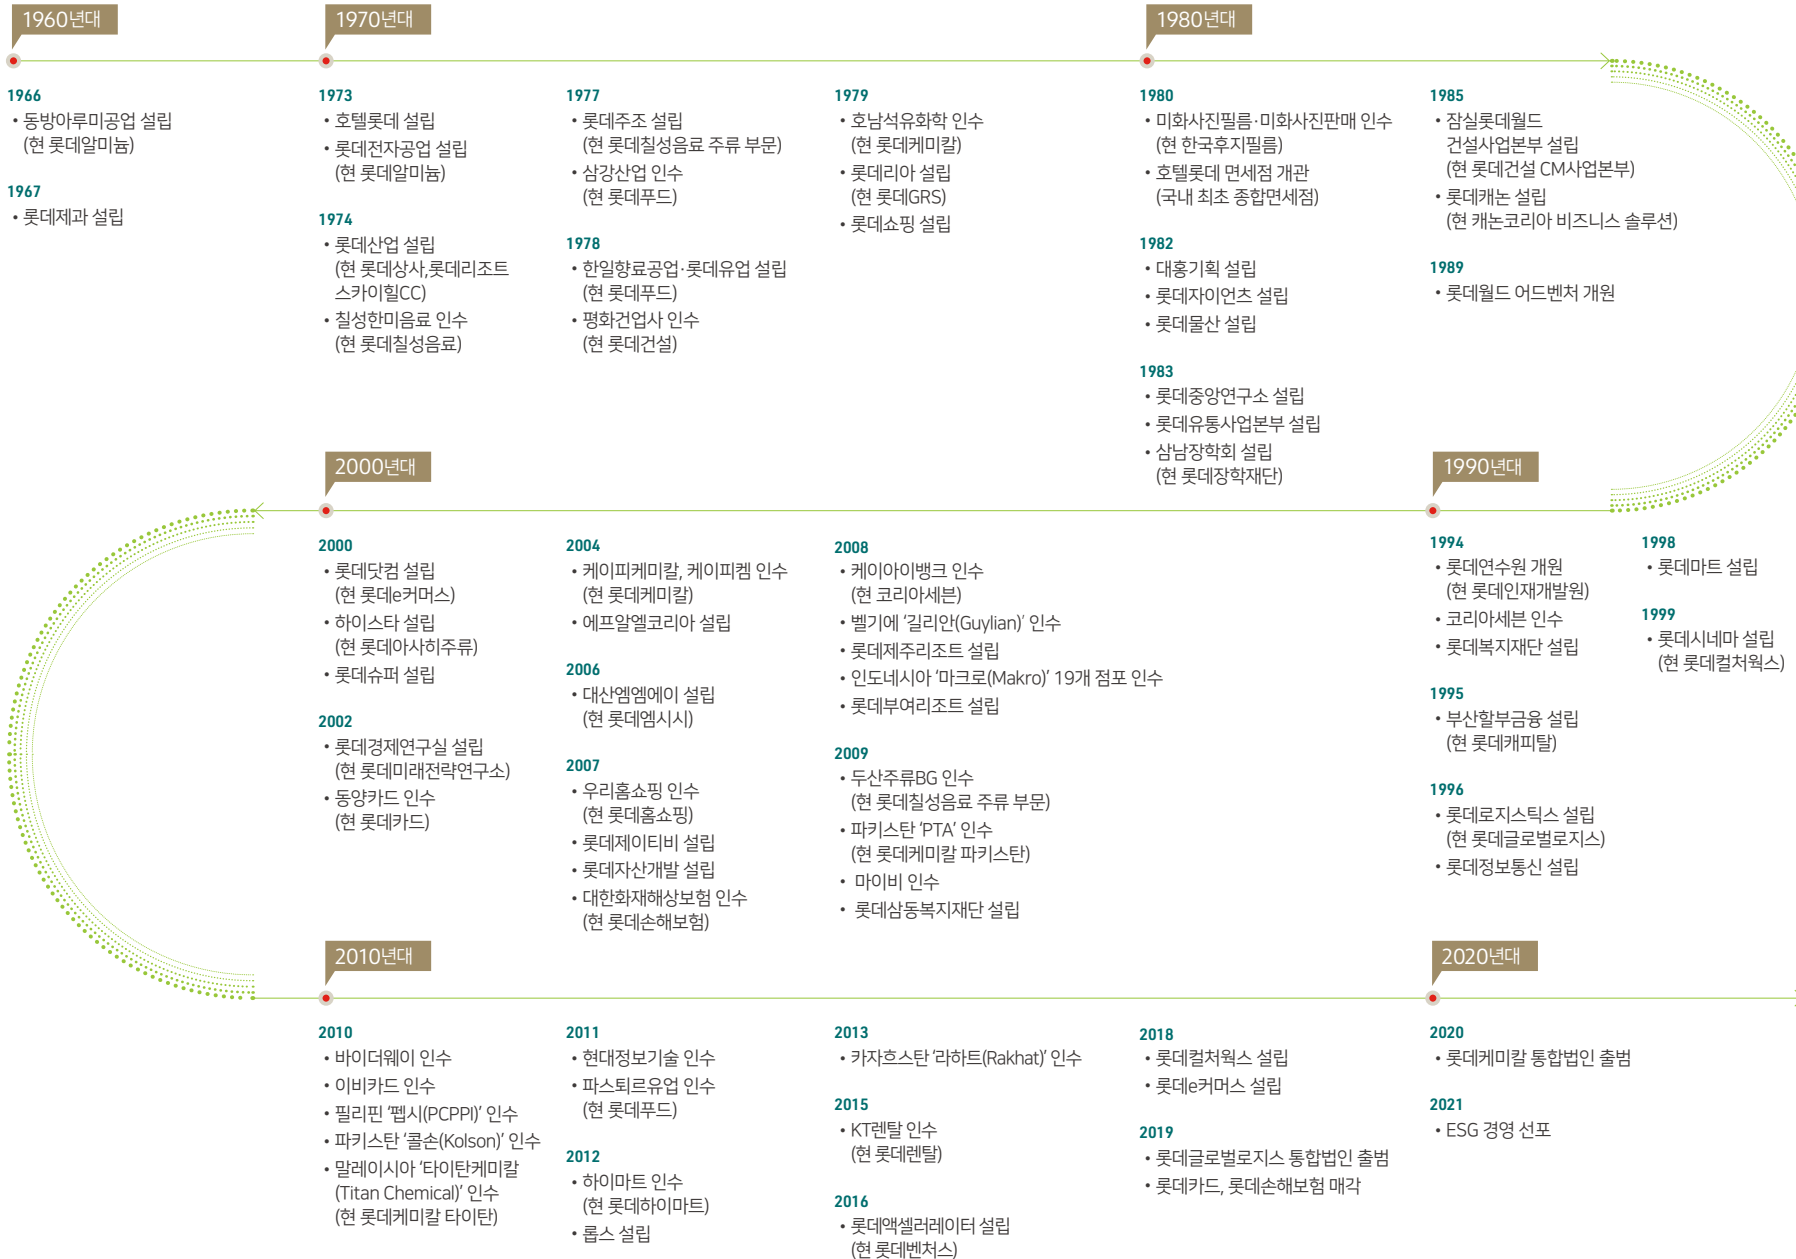 1960년대
1966
• 동방아루미공업 설립
(현 롯데알미늄)
1967
• 롯데제과 설립
1970년대
1973
• 호텔롯데 설립
• 롯데전자공업 설립
(현 롯데알미늄)
1974
• 롯데산업 설립
(현 롯데상사,롯데리조트
스카이힐CC)
• 칠성한미음료 인수
(현 롯데칠성음료)
1977
• 롯데주조 설립
(현 롯데칠성음료 주류 부문)
• 삼강산업 인수
(현 롯데푸드)
1978
• 한일향료공업·롯데유업 설립
(현 롯데푸드)
• 평화건업사 인수
(현 롯데건설)
1979
• 호남석유화학 인수
(현 롯데케미칼)
• 롯데리아 설립
(현 롯데GRS)
• 롯데쇼핑 설립
1980년대
1980
• 미화사진필름·미화사진판매 인수
(현 한국후지필름)
• 호텔롯데 면세점 개관
(국내 최초 종합면세점)
1982
• 대홍기획 설립
• 롯데자이언츠 설립
• 롯데물산 설립
1983
• 롯데중앙연구소 설립
• 롯데유통사업본부 설립
• 삼남장학회 설립
(현 롯데장학재단)
1985
• 잠실롯데월드
건설사업본부 설립
(현 롯데건설 CM사업본부)
• 롯데캐논 설립
(현 캐논코리아 비즈니스 솔루션)
1989
• 롯데월드 어드벤처 개원
1990년대
1994
• 롯데연수원 개원
(현 롯데인재개발원)
• 코리아세븐 인수
• 롯데복지재단 설립
1995
• 부산할부금융 설립
(현 롯데캐피탈)
1996
• 롯데로지스틱스 설립
(현 롯데글로벌로지스)
• 롯데정보통신 설립
1998
• 롯데마트 설립
1999
• 롯데시네마 설립
(현 롯데컬처웍스)
2000년대
2000
• 롯데닷컴 설립
(현 롯데e커머스)
• 하이스타 설립
(현 롯데아사히주류)
• 롯데슈퍼 설립
2002
• 롯데경제연구실 설립
(현 롯데미래전략연구소)
• 동양카드 인수
(현 롯데카드)
2004
• 케이피케미칼, 케이피켐 인수
(현 롯데케미칼)
• 에프알엘코리아 설립
2006
• 대산엠엠에이 설립
(현 롯데엠시시)
2007
• 우리홈쇼핑 인수
(현 롯데홈쇼핑)
• 롯데제이티비 설립
• 롯데자산개발 설립
• 대한화재해상보험 인수
(현 롯데손해보험)
2008
• 케이아이뱅크 인수
(현 코리아세븐)
• 벨기에 ‘길리안(Guylian)’ 인수
• 롯데제주리조트 설립
• 인도네시아 ‘마크로(Makro)’ 19개 점포 인수
• 롯데부여리조트 설립
2009
• 두산주류BG 인수
(현 롯데칠성음료 주류 부문)
• 파키스탄 ‘PTA’ 인수
(현 롯데케미칼 파키스탄)
• 마이비 인수
• 롯데삼동복지재단 설립
2010년대
2010
• 바이더웨이 인수
• 이비카드 인수
• 필리핀 ‘펩시(PCPPI)’ 인수
• 파키스탄 ‘콜손(Kolson)’ 인수
• 말레이시아 ‘타이탄케미칼
(Titan Chemical)’ 인수
(현 롯데케미칼 타이탄)
2011
• 현대정보기술 인수
• 파스퇴르유업 인수
(현 롯데푸드)
2012
• 하이마트 인수
(현 롯데하이마트)
• 롭스 설립
2013
• 카자흐스탄 ‘라하트(Rakhat)’ 인수
2015
• KT렌탈 인수
(현 롯데렌탈)
2016
• 롯데액셀러레이터 설립
(현 롯데벤처스)
2018
• 롯데컬처웍스 설립
• 롯데e커머스 설립
2019
• 롯데글로벌로지스 통합법인 출범
• 롯데카드, 롯데손해보험 매각
2020년대
2020
• 롯데케미칼 통합법인 출범
2021
• ESG 경영 선포